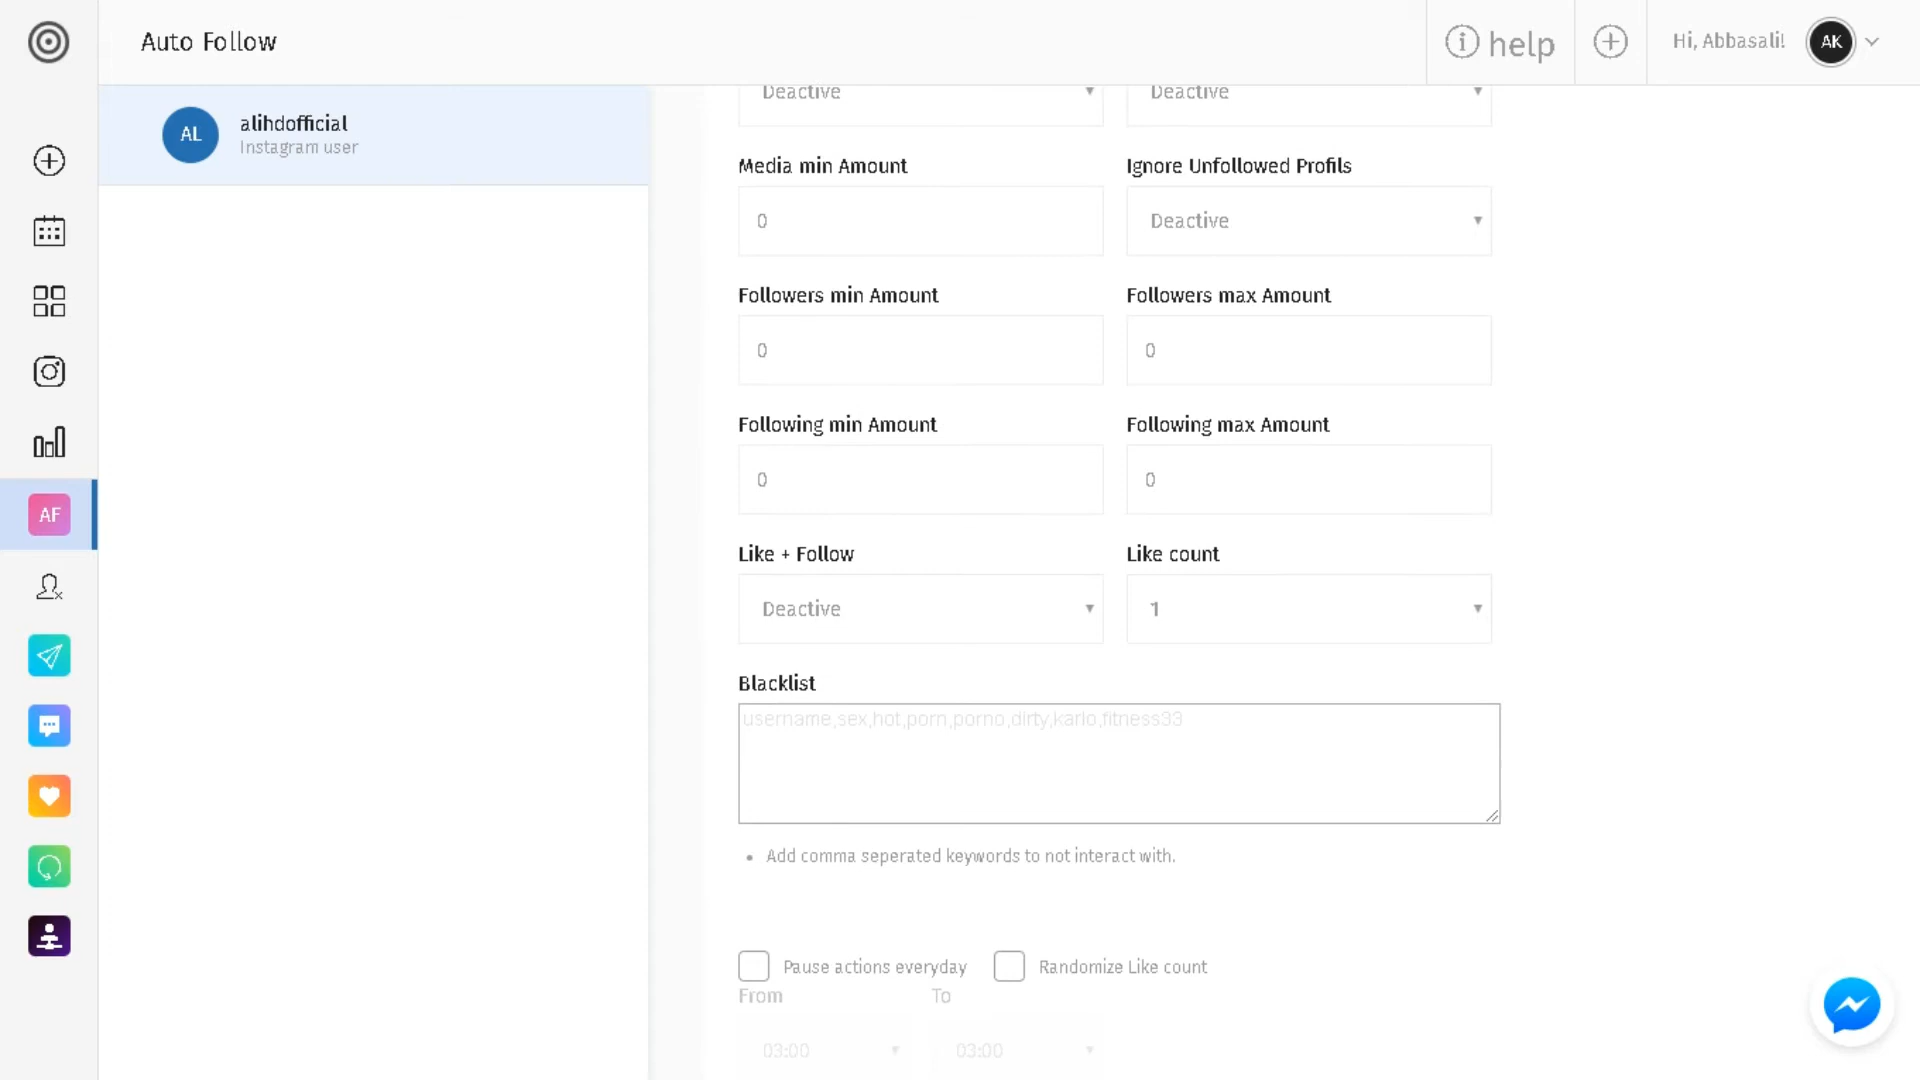 Auto Follow
help
Hi, Abbasali!
AK
AL
alihdofficial
Instagram user
AF
Deactive
Deactive
Media min Amount
Ignore Unfollowed Profils
0
Deactive
Followers min Amount
Followers max Amount
0
0
Following min Amount
Following max Amount
0
0
Like + Follow
Like count
Deactive
1
Blacklist
username,sex,hot,porn,porno,dirty,karlo,fitness33
Add comma seperated keywords to not interact with.
Pause actions everyday
Randomize Like count
From
To
03:00
03:00